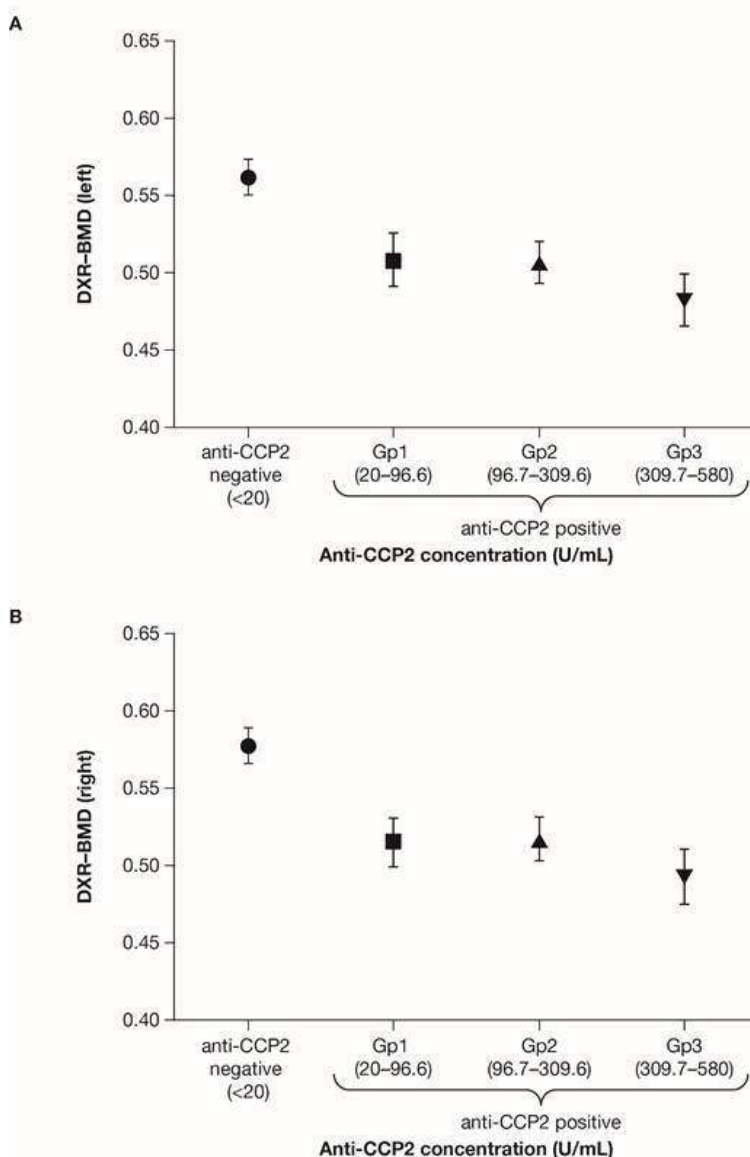 A
0.65
0.60
0.55
0.50
0.45
0.40
DXR–BMD (left)
anti-CCP2 Gp1 Gp2 Gp3
negative (20–96.6) (96.7–309.6) (309.7–580)
(<20)
anti-CCP2 positive
Anti-CCP2 concentration (U/mL)
B
0.65
0.60
0.55
0.50
0.45
0.40
DXR–BMD (right)
anti-CCP2 Gp1 Gp2 Gp3
negative (20–96.6) (96.7–309.6) (309.7–580)
(<20)
anti-CCP2 positive
Anti-CCP2 concentration (U/mL)